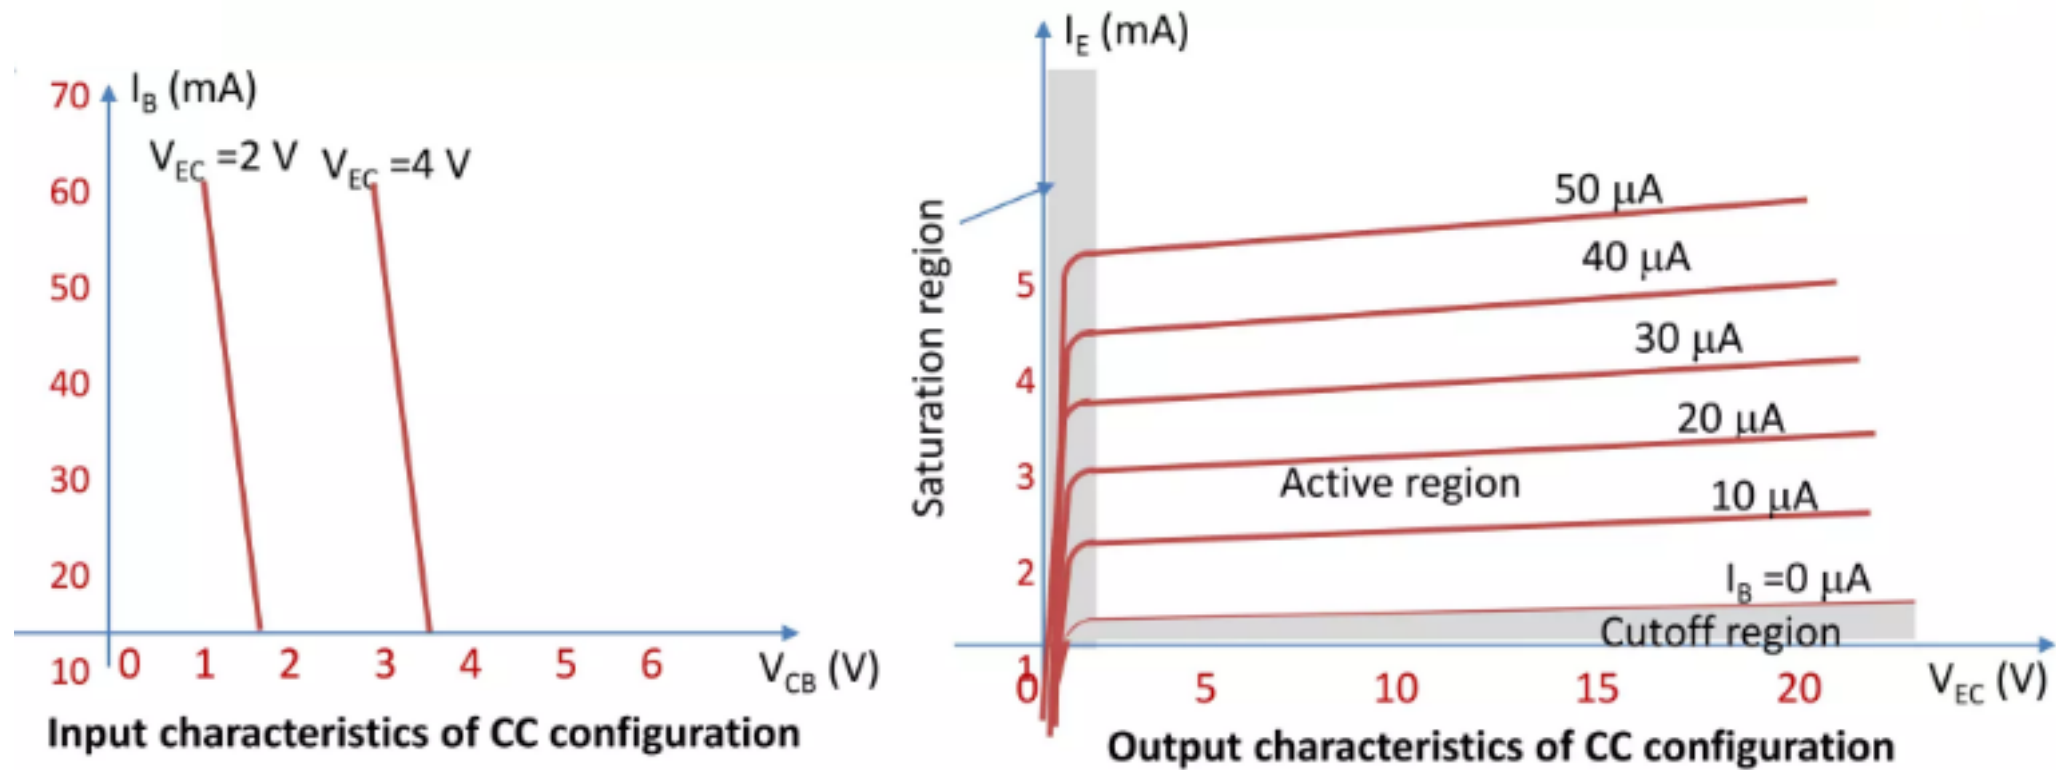 I_B (mA)
70
60
50
40
30
20
10
V_EC =2 V
V_EC =4 V
0 1 2 3 4 5 6
V_CB (V)
Input characteristics of CC configuration
I_E (mA)
Saturation region
5
4
3
2
1
50 μA
40 μA
30 μA
20 μA
Active region
10 μA
I_B =0 μA
Cutoff region
0 5 10 15 20
V_EC (V)
Output characteristics of CC configuration